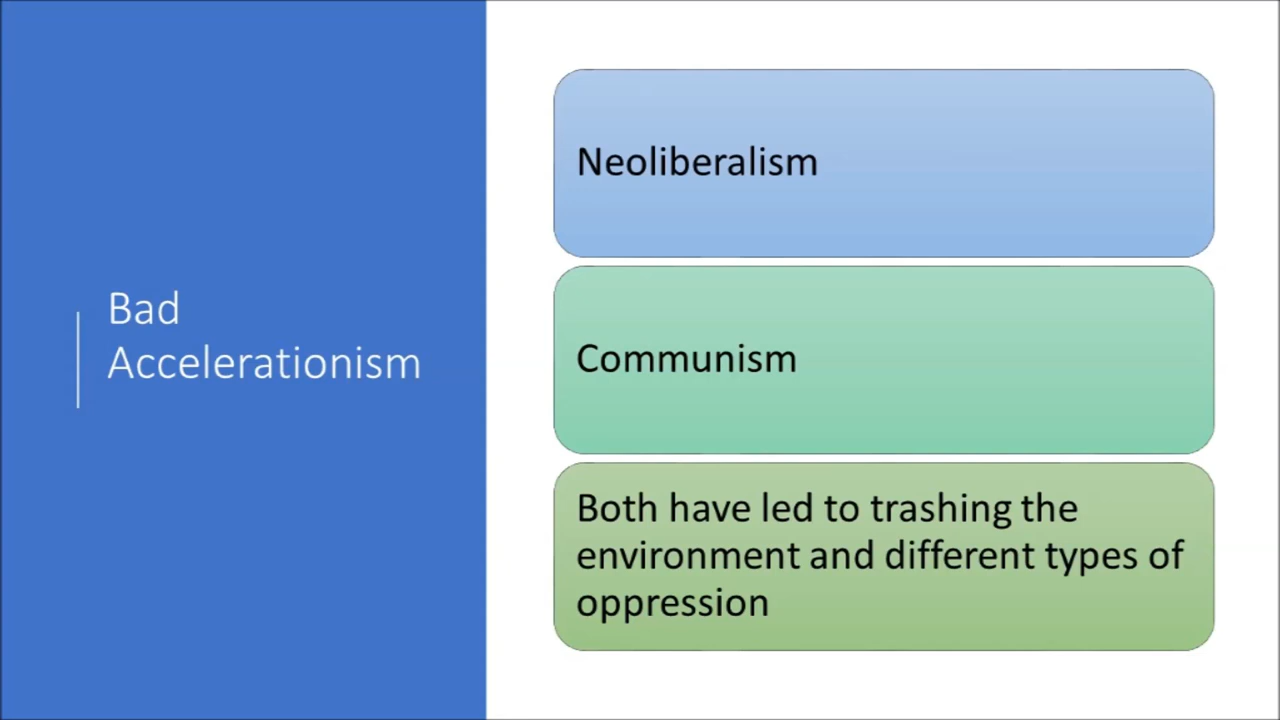 Bad
Accelerationism
Neoliberalism
Communism
Both have led to trashing the
environment and different types of
oppression